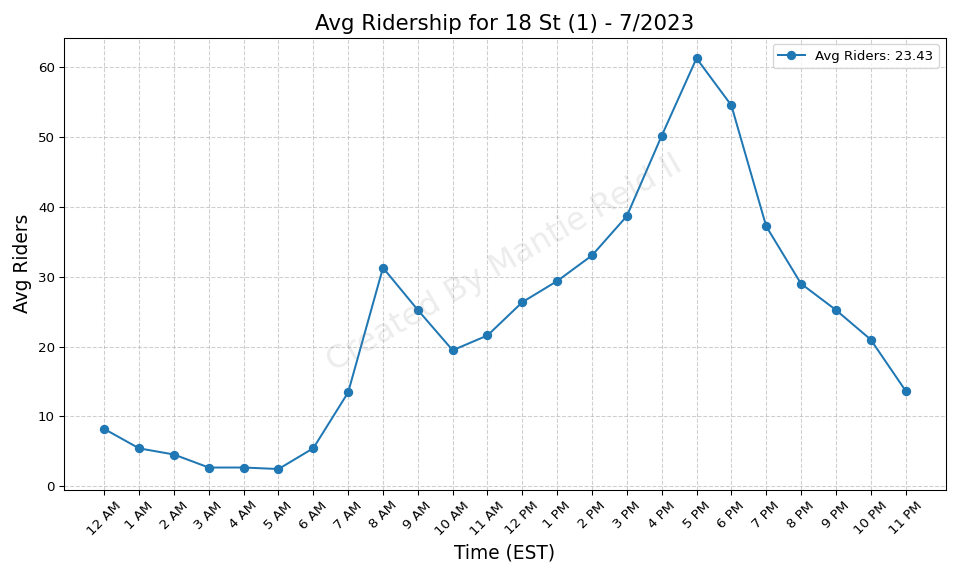 Avg Ridership for 18 St (1) - 7/2023
Avg Riders: 23.43
60
50
40
30
20
10
0
Avg Riders
Created By Mantie Reid II
12 AM
1 AM
2 AM
3 AM
4 AM
5 AM
6 AM
7 AM
8 AM
9 AM
10 AM
11 AM
12 PM
1 PM
2 PM
3 PM
4 PM
5 PM
6 PM
7 PM
8 PM
9 PM
10 PM
11 PM
Time (EST)